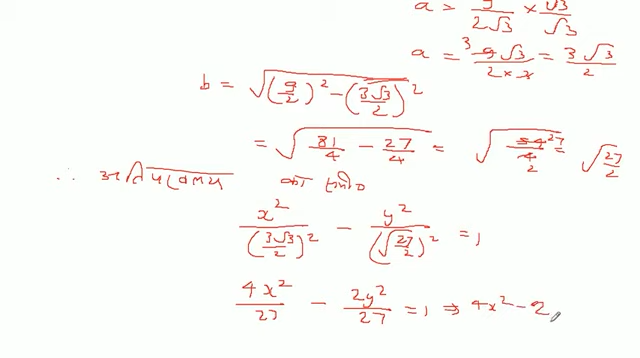 a = 9/(2√3) × √3/√3
a = 3 9√3/(2×3) = 3√3/2
b = √((9/2)² − (3√3/2)²)
= √(81/4 − 27/4) = √(54 27/4 2) = √(27/2)
∴ अतिपरवलय का समी०
x²/(3√3/2)² − y²/(√(27/2))² = 1
4x²/27 − 2y²/27 = 1 ⇒ 4x² − 2